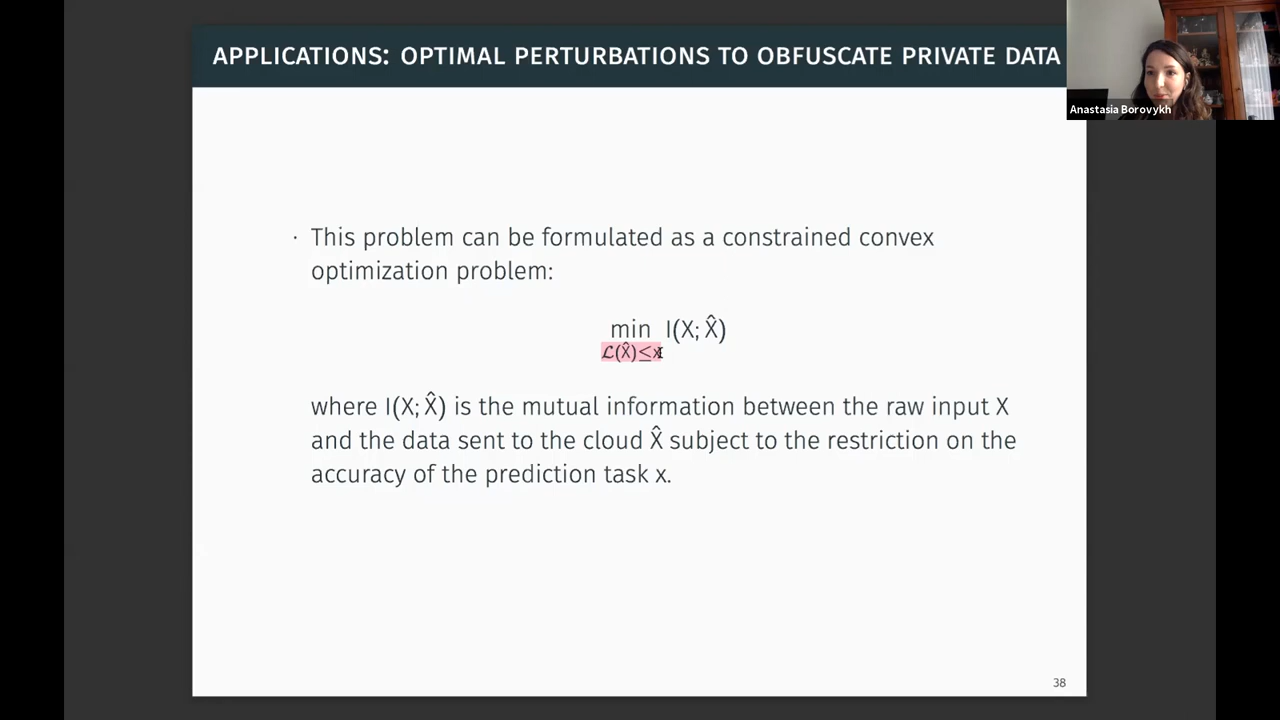 APPLICATIONS: OPTIMAL PERTURBATIONS TO OBFUSCATE PRIVATE DATA
Anastasia Borovykh
· This problem can be formulated as a constrained convex
optimization problem:
min I(X; X̂)
ℒ(X̂)≤x
where I(X; X̂) is the mutual information between the raw input X
and the data sent to the cloud X̂ subject to the restriction on the
accuracy of the prediction task x.
38